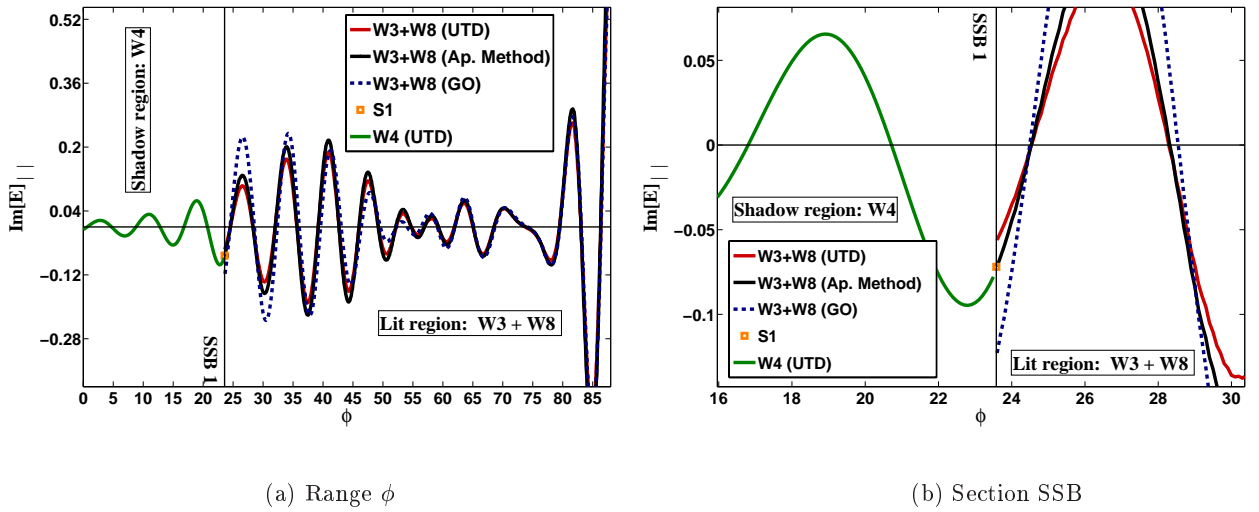 0.52
0.36
0.2
0.04
−0.12
−0.28
Im[E]||
Shadow region: W4
W3+W8 (UTD)
W3+W8 (Ap. Method)
W3+W8 (GO)
S1
W4 (UTD)
Lit region: W3 + W8
SSB 1
0 5 10 15 20 25 30 35 40 45 50 55 60 65 70 75 80 85
ϕ
(a) Range ϕ
0.05
0
−0.05
−0.1
Im[E]||
SSB 1
Shadow region: W4
W3+W8 (UTD)
W3+W8 (Ap. Method)
W3+W8 (GO)
S1
W4 (UTD)
Lit region: W3 + W8
16 18 20 22 24 26 28 30
ϕ
(b) Section SSB